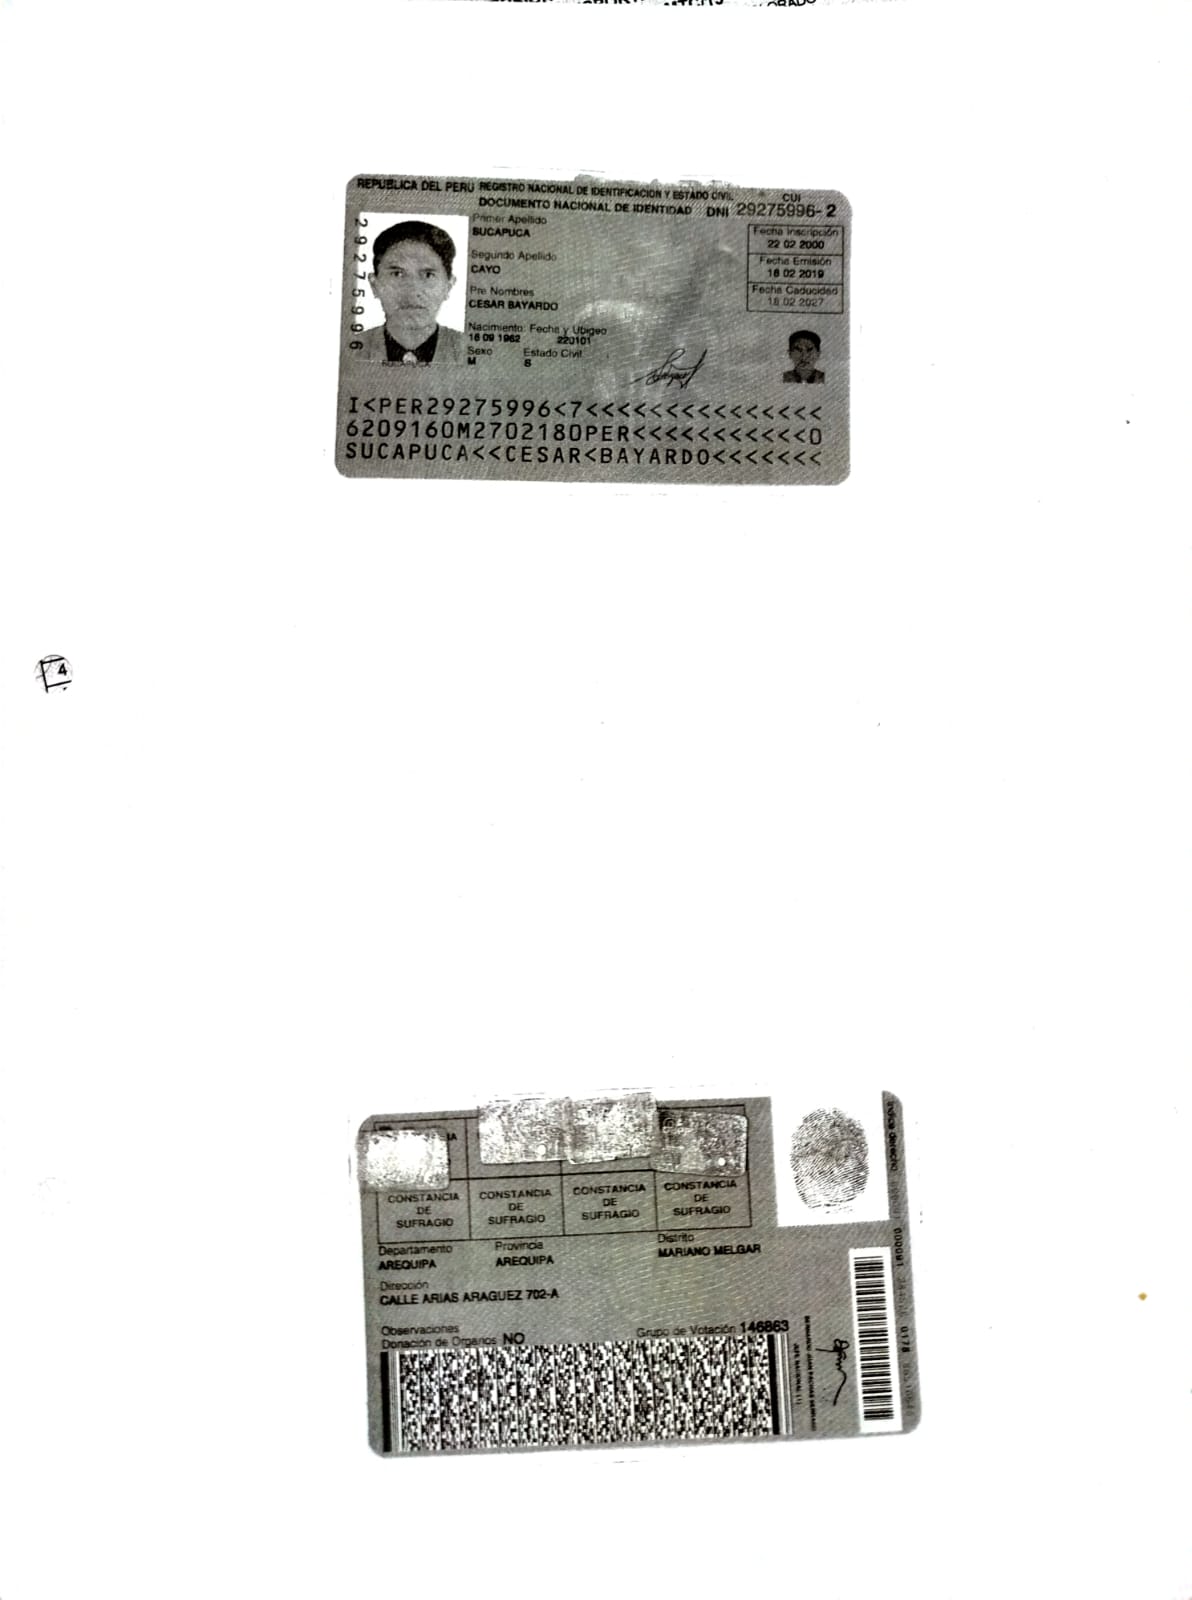 REPUBLICA DEL PERU REGISTRO NACIONAL DE IDENTIFICACION Y ESTADO CIVIL
CUI
DOCUMENTO NACIONAL DE IDENTIDAD DNI 29275996-2
29275996
Primer Apellido
SUCAPUCA
Segundo Apellido
CAYO
Pre Nombres
CESAR BAYARDO
Nacimiento: Fecha y Ubigeo
16 09 1962 220101
Sexo Estado Civil
M S
Fecha Inscripción
22 02 2000
Fecha Emisión
18 02 2019
Fecha Caducidad
18 02 2027
SUCAPUCA
I<PER29275996<7<<<<<<<<<<<<<<<
6209160M2702180PER<<<<<<<<<<<0
SUCAPUCA<<CESAR<BAYARDO<<<<<<<
4
CONSTANCIA DE SUFRAGIO
CONSTANCIA DE SUFRAGIO
CONSTANCIA DE SUFRAGIO
CONSTANCIA DE SUFRAGIO
Departamento Provincia Distrito
AREQUIPA AREQUIPA MARIANO MELGAR
Dirección
CALLE ARIAS ARAGUEZ 702-A
Observaciones
Donación de Organos NO Grupo de Votación 146863
Indice derecho